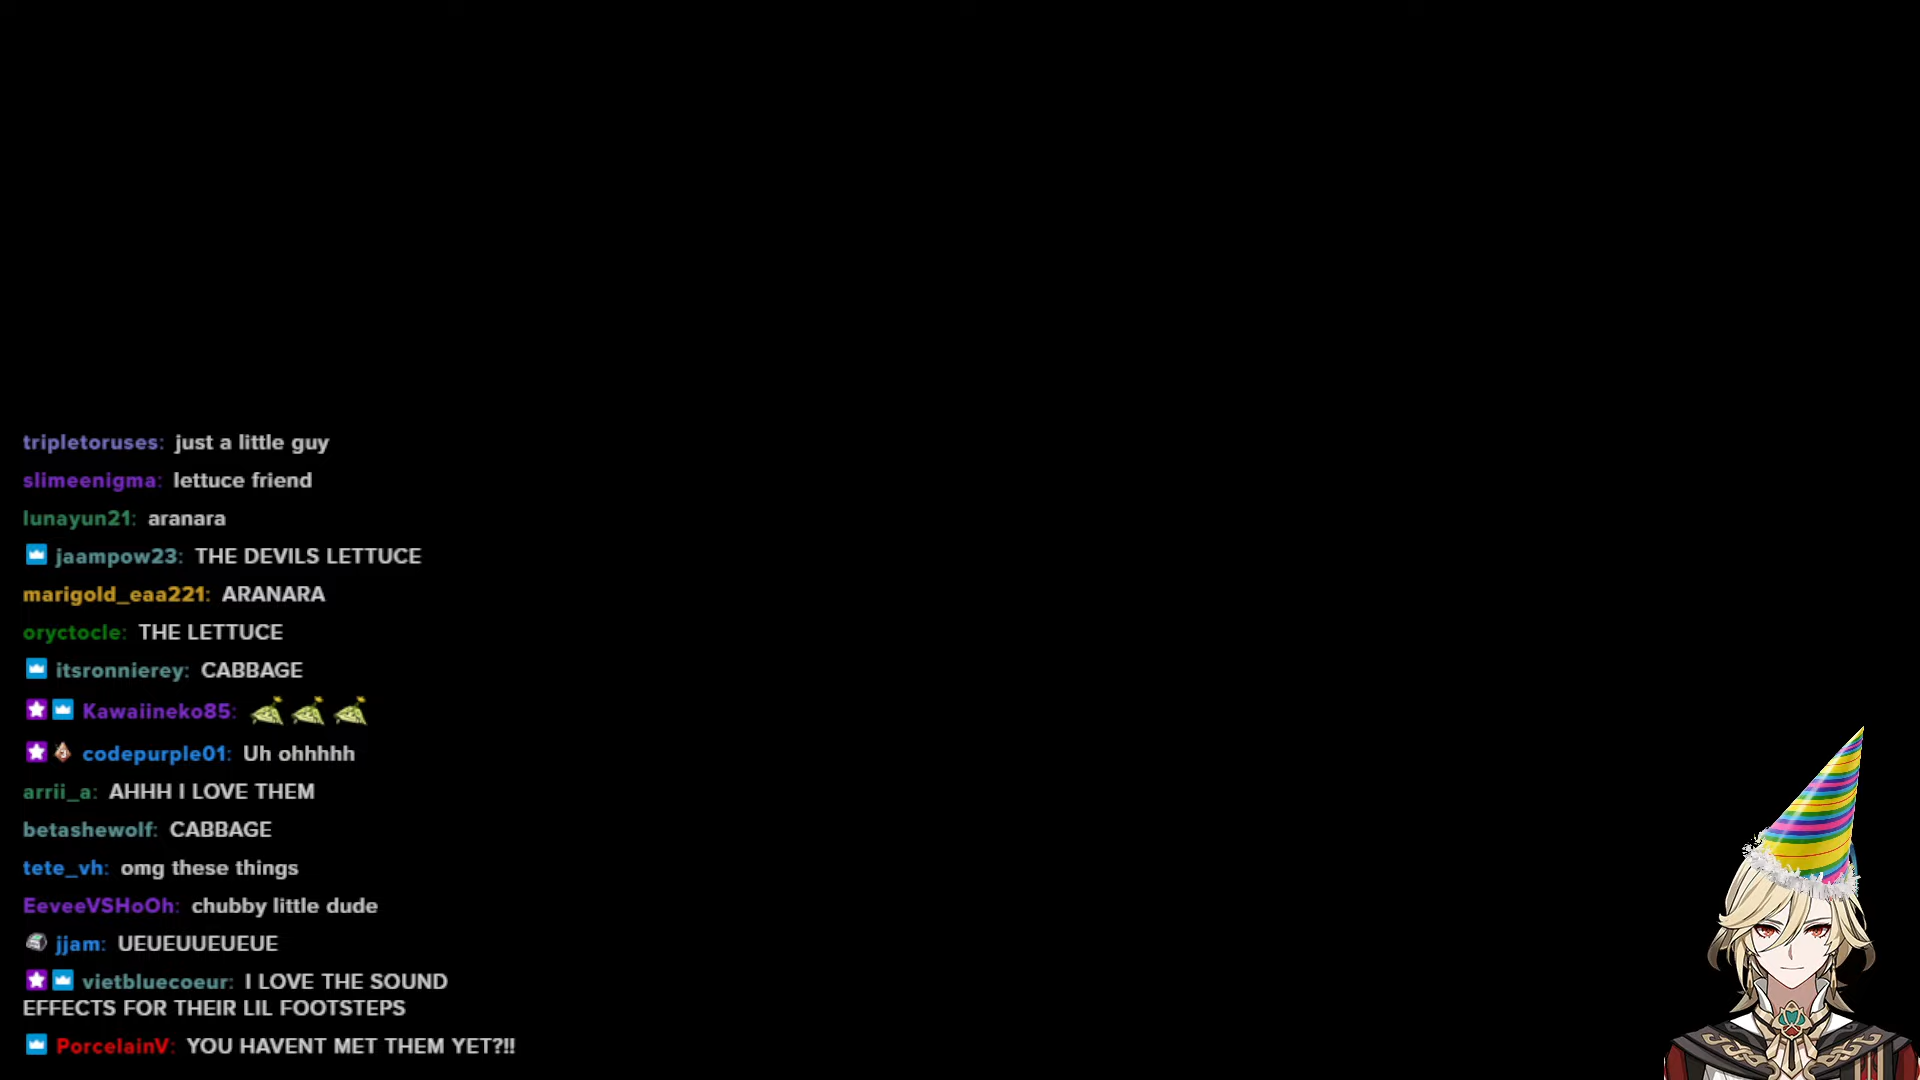 tripletoruses: just a little guy
slimeenigma: lettuce friend
lunayun21: aranara
jaampow23: THE DEVILS LETTUCE
marigold_eaa221: ARANARA
oryctocle: THE LETTUCE
itsronnierey: CABBAGE
Kawaiineko85:
codepurple01: Uh ohhhhh
arrii_a: AHHH I LOVE THEM
betashewolf: CABBAGE
tete_vh: omg these things
EeveeVSHoOh: chubby little dude
jjam: UEUEUUEUEUE
vietbluecoeur: I LOVE THE SOUND
EFFECTS FOR THEIR LIL FOOTSTEPS
PorcelainV: YOU HAVENT MET THEM YET?!!